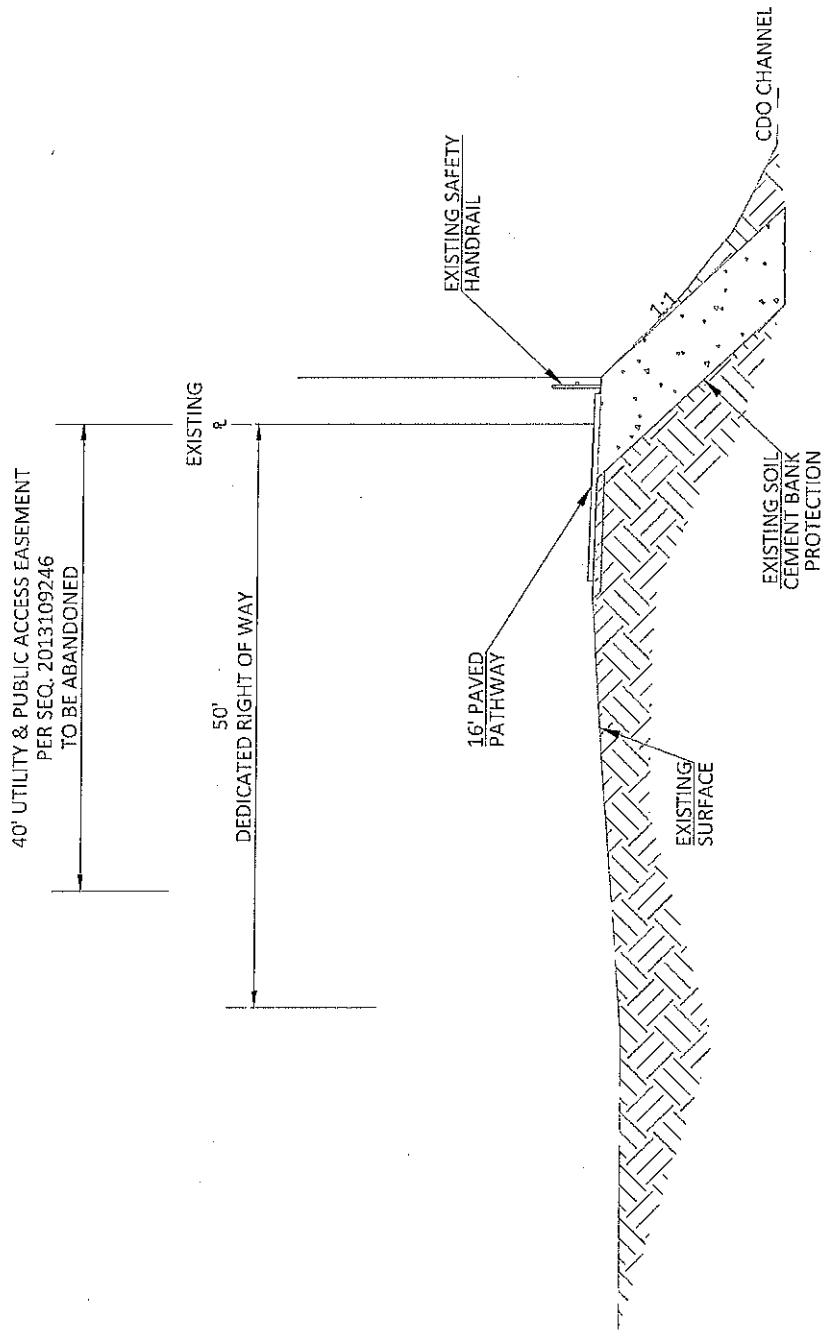 40' UTILITY & PUBLIC ACCESS EASEMENT
PER SEQ. 2013109246
TO BE ABANDONED
EXISTING
℄
50'
DEDICATED RIGHT OF WAY
EXISTING SAFETY
HANDRAIL
16' PAVED
PATHWAY
1:1
CDO CHANNEL
EXISTING
SURFACE
EXISTING SOIL
CEMENT BANK
PROTECTION